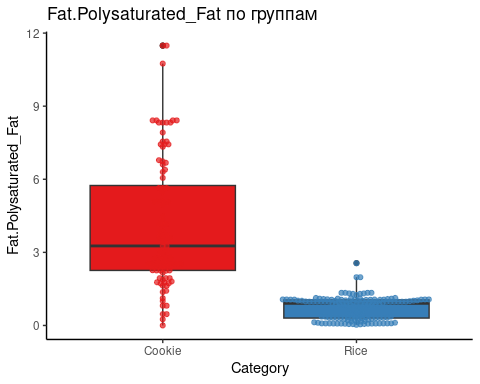 Fat.Polysaturated_Fat по группам
12
9
6
3
0
Fat.Polysaturated_Fat
Cookie
Rice
Category